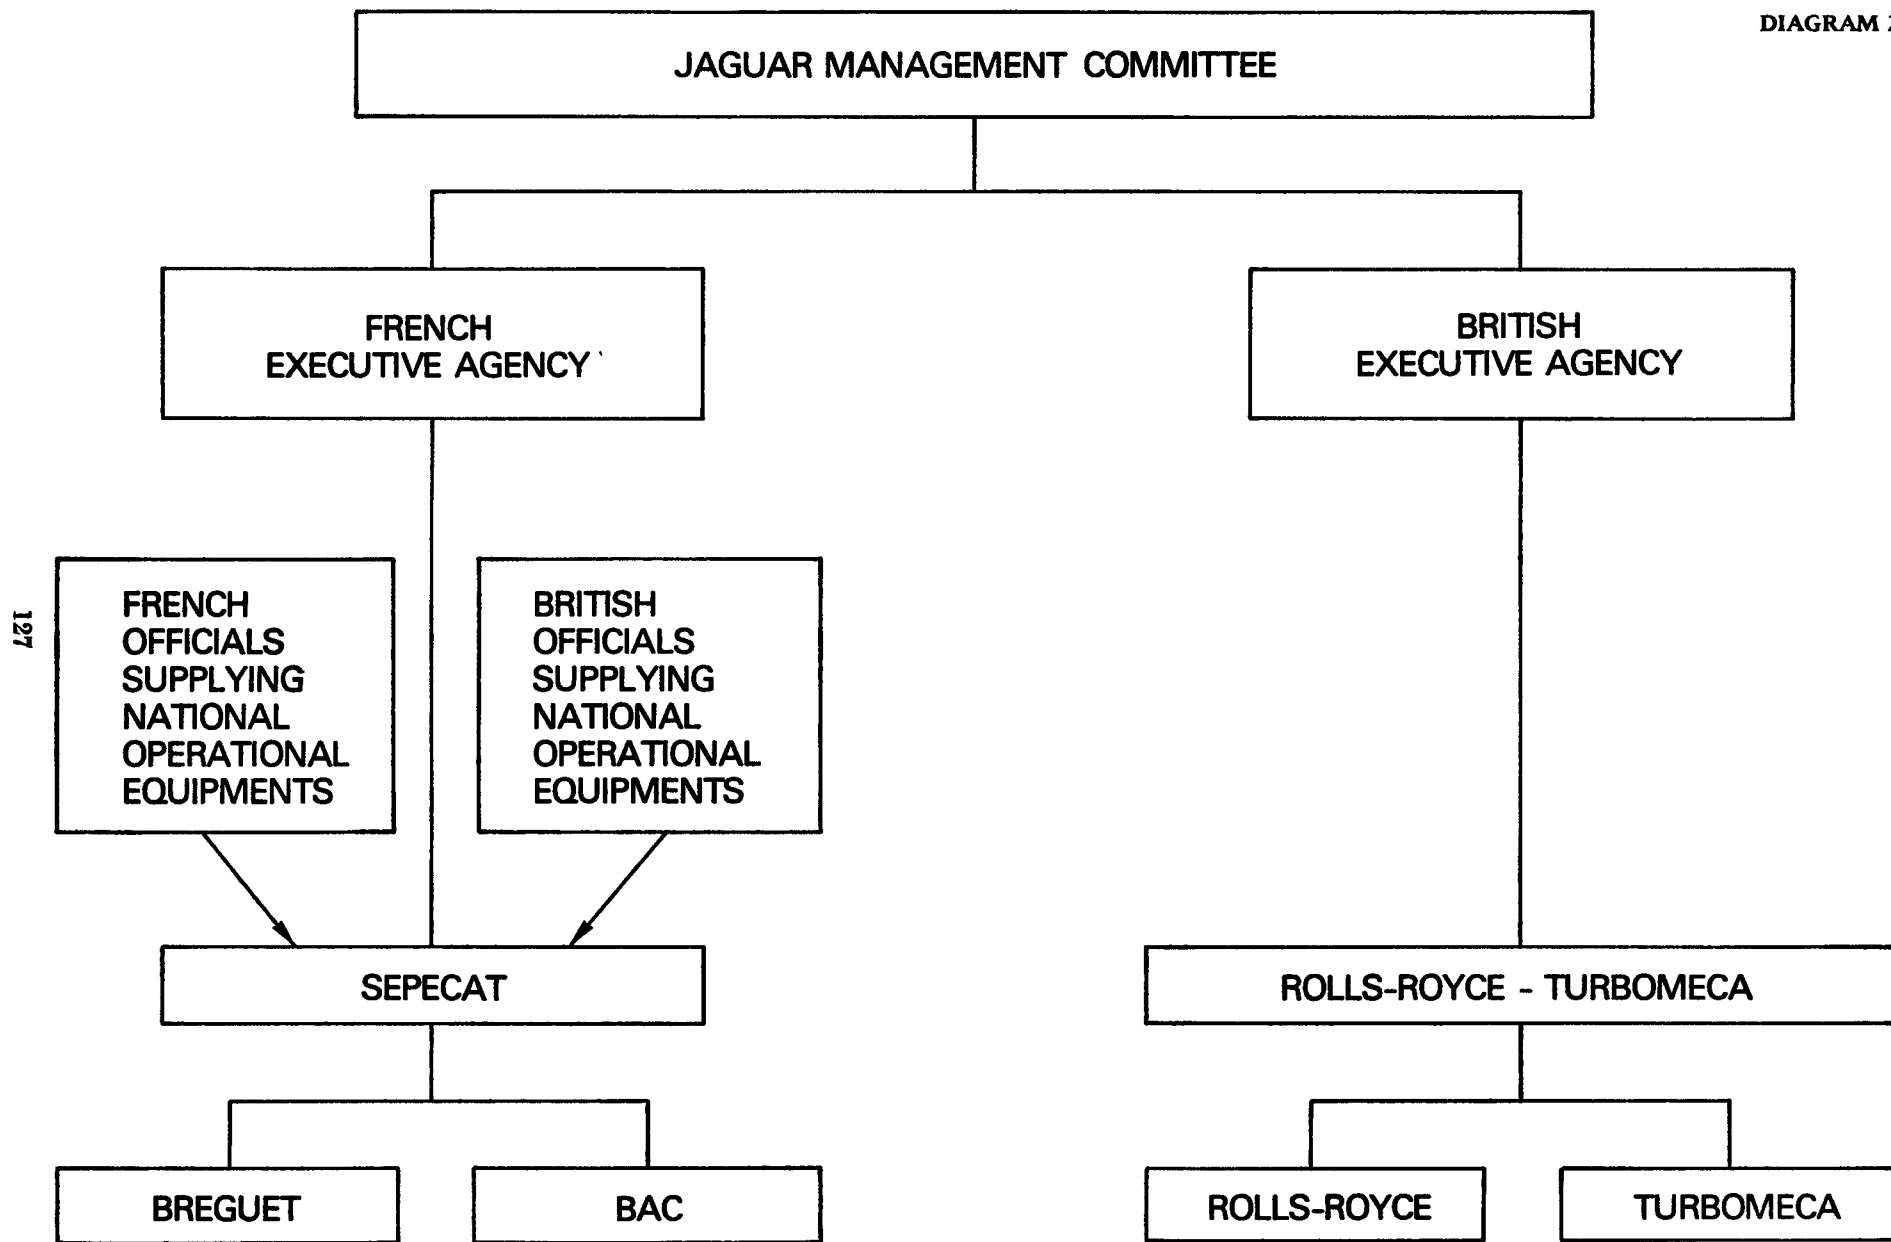 DIAGRAM
JAGUAR MANAGEMENT COMMITTEE
FRENCH
EXECUTIVE AGENCY
BRITISH
EXECUTIVE AGENCY
FRENCH
OFFICIALS
SUPPLYING
NATIONAL
OPERATIONAL
EQUIPMENTS
BRITISH
OFFICIALS
SUPPLYING
NATIONAL
OPERATIONAL
EQUIPMENTS
127
SEPECAT
ROLLS-ROYCE - TURBOMECA
BREGUET
BAC
ROLLS-ROYCE
TURBOMECA